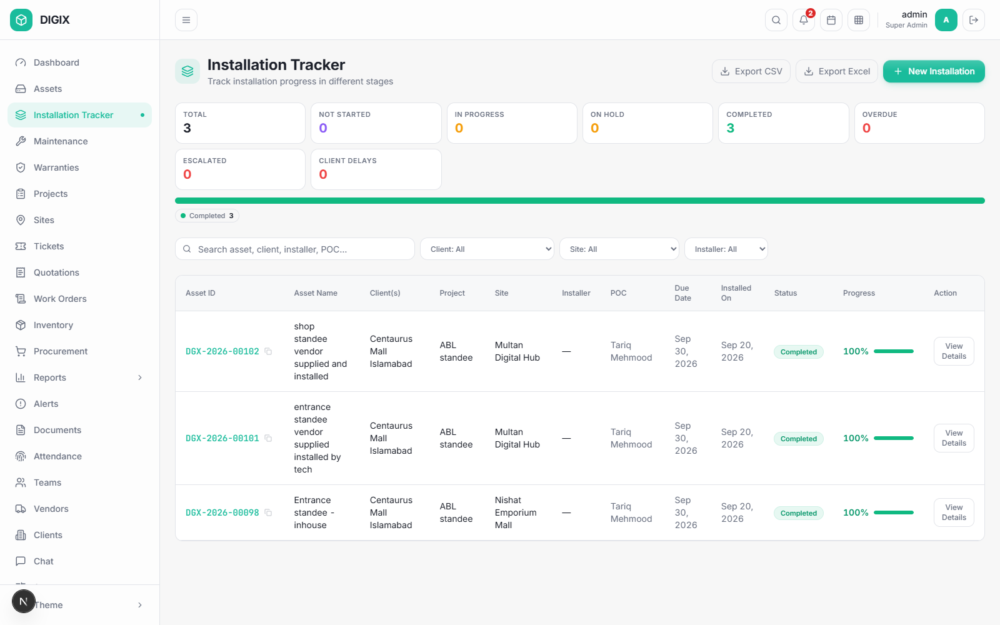 DIGIX
2
admin
Super Admin
A
Dashboard
Assets
Installation Tracker
Maintenance
Warranties
Projects
Sites
Tickets
Quotations
Work Orders
Inventory
Procurement
Reports
Alerts
Documents
Attendance
Teams
Vendors
Clients
Chat
N
Theme
Installation Tracker
Track installation progress in different stages
Export CSV
Export Excel
New Installation
TOTAL
3
NOT STARTED
0
IN PROGRESS
0
ON HOLD
0
COMPLETED
3
OVERDUE
0
ESCALATED
0
CLIENT DELAYS
0
Completed 3
Search asset, client, installer, POC...
Client: All
Site: All
Installer: All
Asset ID
Asset Name
Client(s)
Project
Site
Installer
POC
Due
Date
Installed
On
Status
Progress
Action
DGX-2026-00102
shop
standee
vendor
supplied and
installed
Centaurus
Mall
Islamabad
ABL
standee
Multan
Digital Hub
—
Tariq
Mehmood
Sep
30,
2026
Sep 20,
2026
Completed
100%
View
Details
DGX-2026-00101
entrance
standee
vendor
supplied
installed by
tech
Centaurus
Mall
Islamabad
ABL
standee
Multan
Digital Hub
—
Tariq
Mehmood
Sep
30,
2026
Sep 20,
2026
Completed
100%
View
Details
DGX-2026-00098
Entrance
standee -
inhouse
Centaurus
Mall
Islamabad
ABL
standee
Nishat
Emporium
Mall
—
Tariq
Mehmood
Sep
30,
2026
Sep 20,
2026
Completed
100%
View
Details